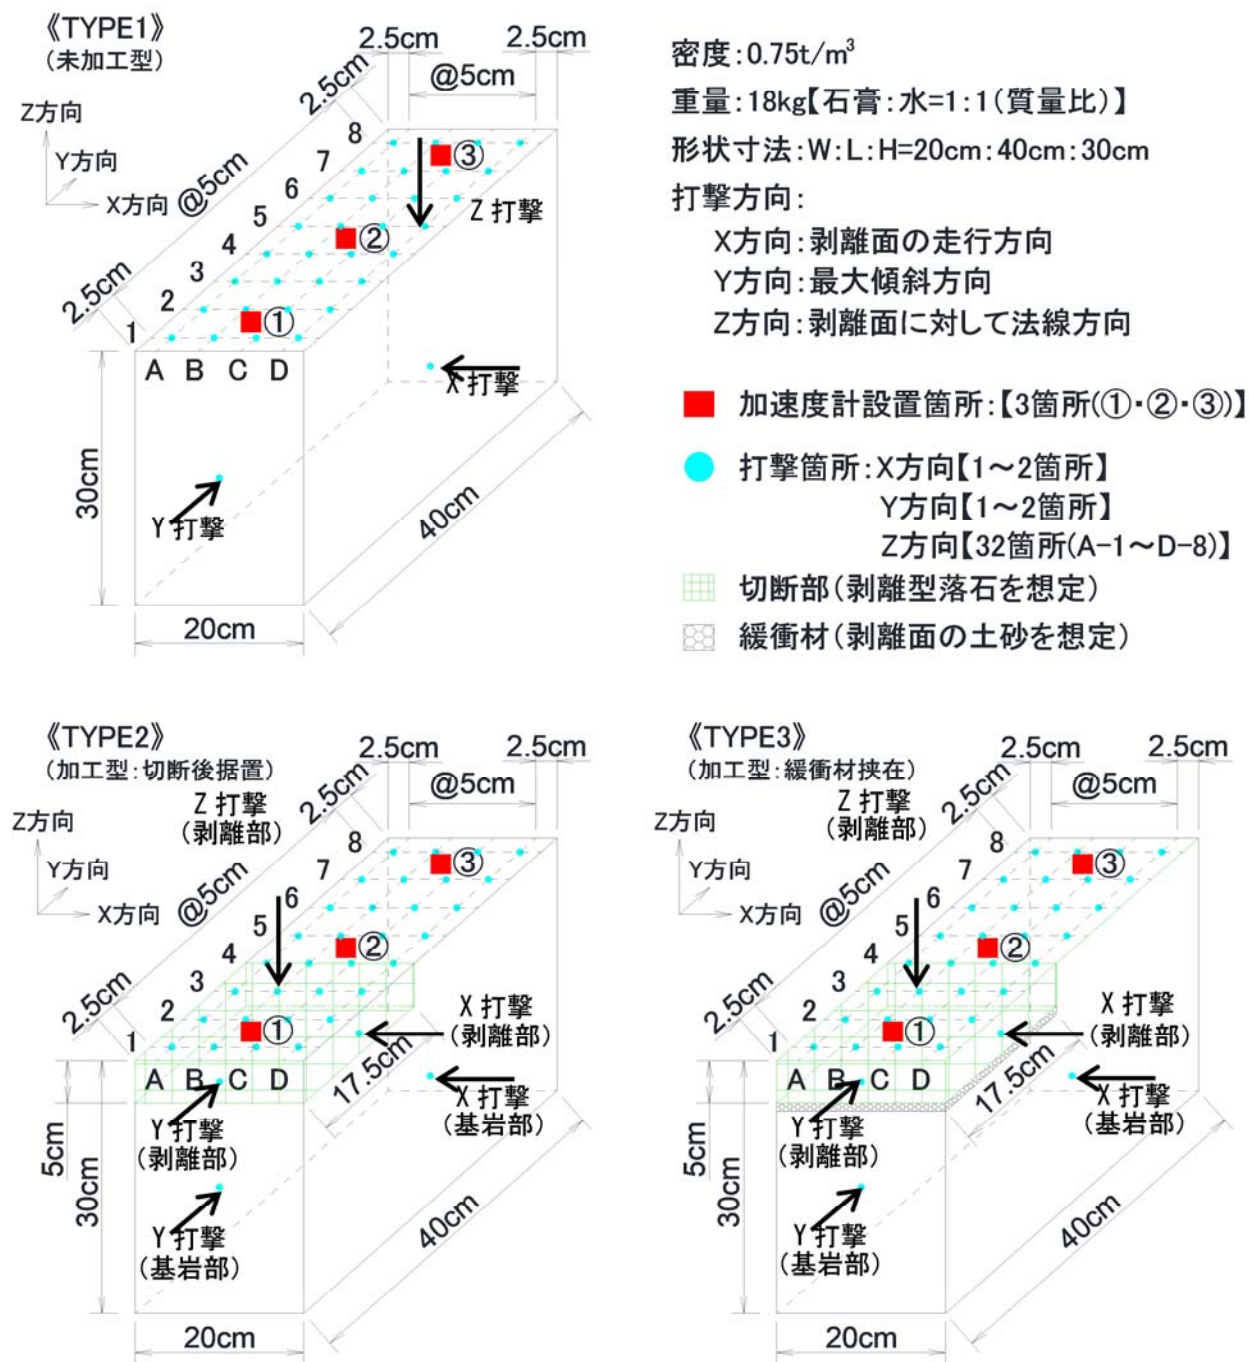 《TYPE1》
(未加工型)
2.5cm
2.5cm
@5cm
2.5cm
Z方向
Y方向
X方向
@5cm
2.5cm
8
7
6
5
4
3
2
1
③
②
①
Z 打撃
A B C D
X 打撃
Y 打撃
30cm
40cm
20cm
密度:0.75t/m³
重量:18kg【石膏:水=1:1(質量比)】
形状寸法:W:L:H=20cm:40cm:30cm
打撃方向:
X方向:剥離面の走行方向
Y方向:最大傾斜方向
Z方向:剥離面に対して法線方向
加速度計設置箇所:【3箇所(①・②・③)】
打撃箇所:X方向【1～2箇所】
Y方向【1～2箇所】
Z方向【32箇所(A-1～D-8)】
切断部(剥離型落石を想定)
緩衝材(剥離面の土砂を想定)
《TYPE2》
(加工型:切断後据置)
Z 打撃
(剥離部)
2.5cm
2.5cm
@5cm
2.5cm
Z方向
Y方向
X方向
@5cm
2.5cm
8
7
6
5
4
3
2
1
③
②
①
X 打撃
(剥離部)
A B C D
17.5cm
X 打撃
(基岩部)
Y 打撃
(剥離部)
5cm
30cm
Y 打撃
(基岩部)
40cm
20cm
《TYPE3》
(加工型:緩衝材挟在)
Z 打撃
(剥離部)
2.5cm
2.5cm
@5cm
2.5cm
Z方向
Y方向
X方向
@5cm
2.5cm
8
7
6
5
4
3
2
1
③
②
①
X 打撃
(剥離部)
A B C D
17.5cm
X 打撃
(基岩部)
Y 打撃
(剥離部)
5cm
30cm
Y 打撃
(基岩部)
40cm
20cm